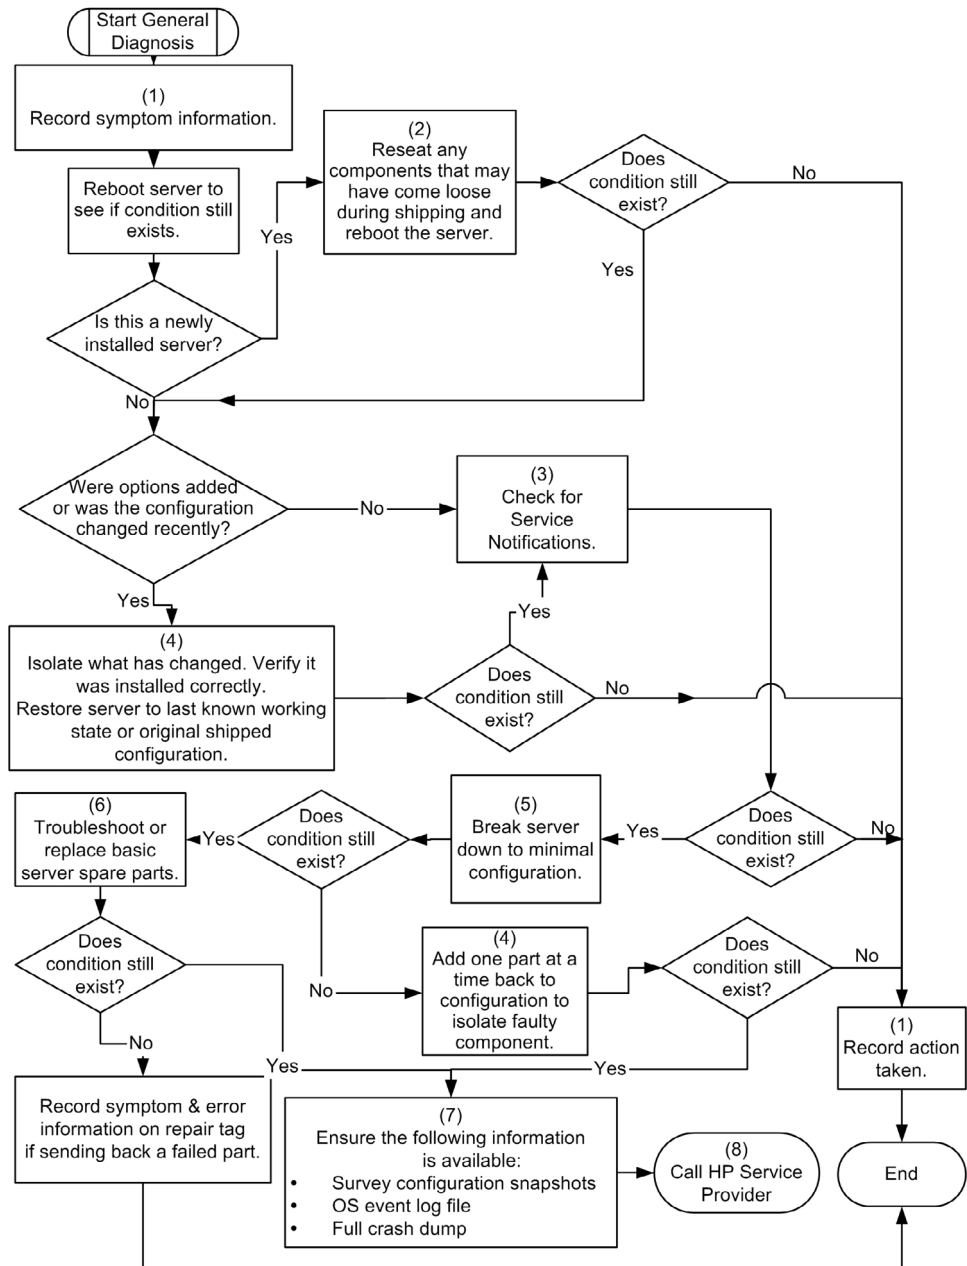 Start General
Diagnosis
(1)
Record symptom information.
Reboot server to
see if condition still
exists.
Is this a newly
installed server?
Yes
(2)
Reseat any
components that may
have come loose
during shipping and
reboot the server.
Does
condition still
exist?
No
Yes
No
Were options added
or was the configuration
changed recently?
No
(3)
Check for
Service
Notifications.
Yes
(4)
Isolate what has changed. Verify it
was installed correctly.
Restore server to last known working
state or original shipped
configuration.
Yes
Does
condition still
exist?
No
Does
condition still
exist?
No
Yes
(5)
Break server
down to minimal
configuration.
Does
condition still
exist?
Yes
(6)
Troubleshoot or
replace basic
server spare parts.
Does
condition still
exist?
No
Yes
No
(4)
Add one part at a
time back to
configuration to
isolate faulty
component.
Does
condition still
exist?
No
Yes
(1)
Record action
taken.
Record symptom & error
information on repair tag
if sending back a failed part.
(7)
Ensure the following information
is available:
• Survey configuration snapshots
• OS event log file
• Full crash dump
(8)
Call HP Service
Provider
End